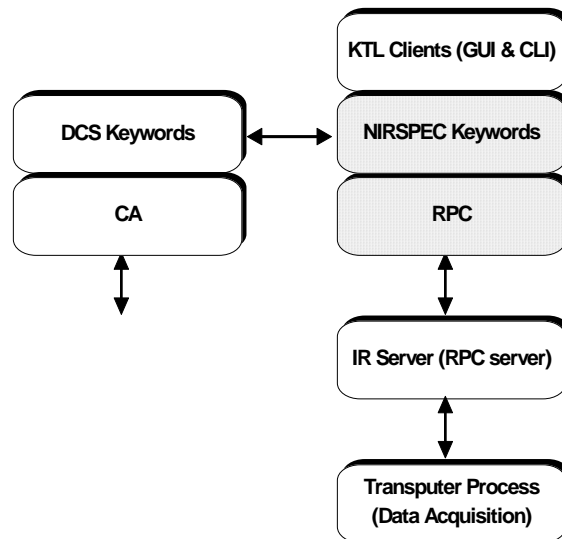 KTL Clients (GUI & CLI)
DCS Keywords
NIRSPEC Keywords
CA
RPC
IR Server (RPC server)
Transputer Process
(Data Acquisition)